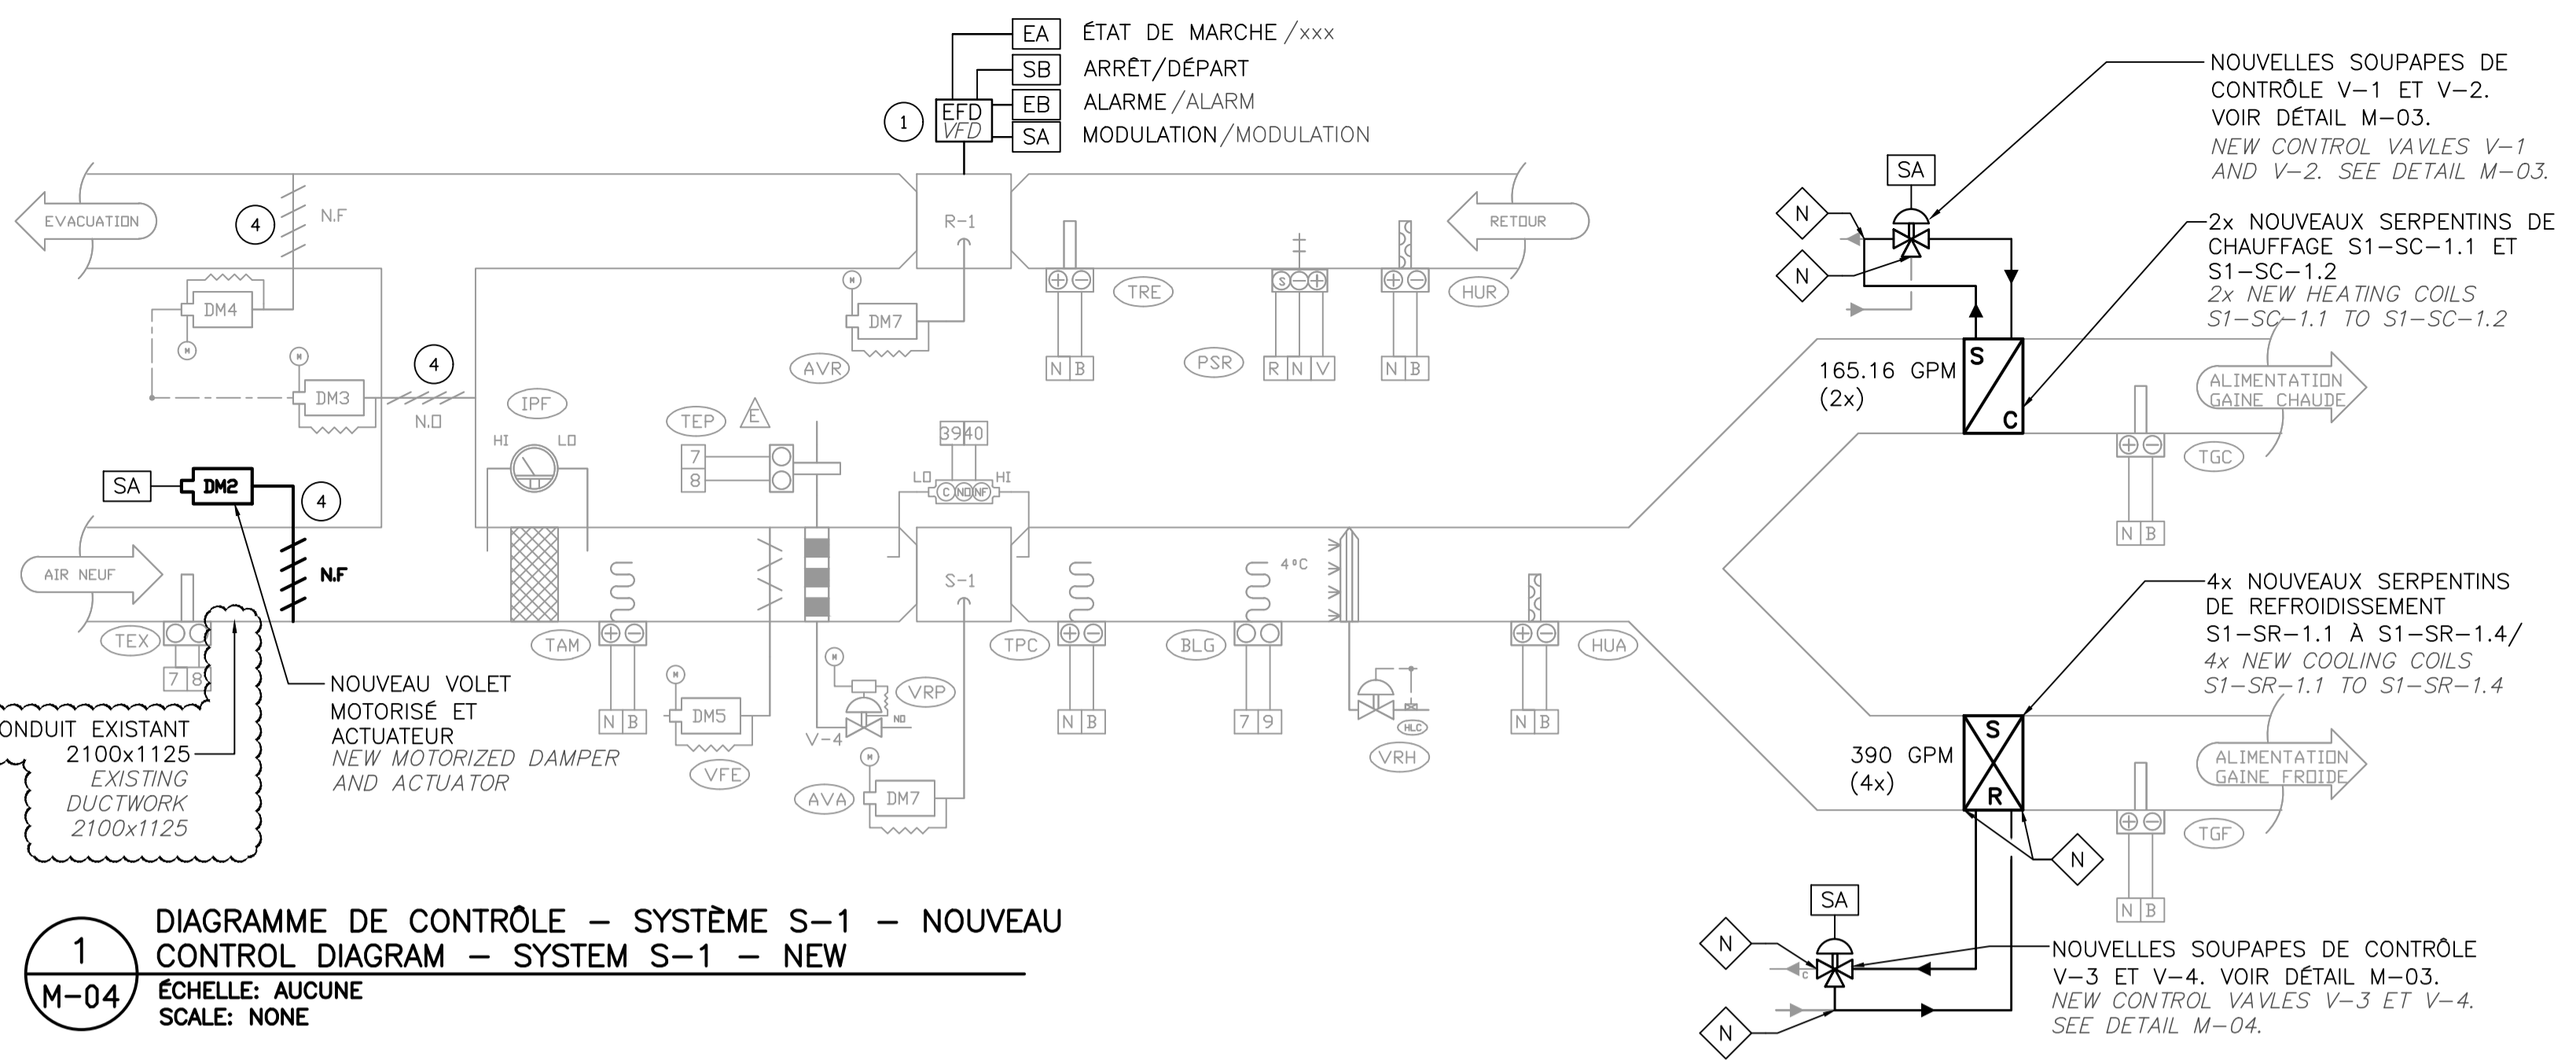 EA ÉTAT DE MARCHE /xxx
SB ARRÊT/DÉPART
EB ALARME /ALARM
SA MODULATION/MODULATION
1
EFD
VFD
NOUVELLES SOUPAPES DE
CONTRÔLE V-1 ET V-2.
VOIR DÉTAIL M-03.
NEW CONTROL VAVLES V-1
AND V-2. SEE DETAIL M-03.
SA
N
N
2x NOUVEAUX SERPENTINS DE
CHAUFFAGE S1-SC-1.1 ET
S1-SC-1.2
2x NEW HEATING COILS
S1-SC-1.1 TO S1-SC-1.2
EVACUATION
4
N.F
R-1
RETOUR
DM4
M
M
DM3
4
N.O
M
DM7
AVR
TRE
N B
S
PSR
R N V
HUR
N B
165.16 GPM
(2x)
S
C
ALIMENTATION
GAINE CHAUDE
TGC
N B
IPF
HI
LO
TEP
E
7
8
39 40
LO
HI
C NO NF
SA
DM2
4
N.F
AIR NEUF
TEX
7 8
S-1
4°C
TAM
N B
M
DM5
VFE
M
VRP
V-4
NO
M
AVA
DM7
TPC
N B
BLG
7 9
HLC
VRH
HUA
N B
4x NOUVEAUX SERPENTINS
DE REFROIDISSEMENT
S1-SR-1.1 À S1-SR-1.4/
4x NEW COOLING COILS
S1-SR-1.1 TO S1-SR-1.4
NOUVEAU VOLET
MOTORISÉ ET
ACTUATEUR
NEW MOTORIZED DAMPER
AND ACTUATOR
ONDUIT EXISTANT
2100x1125
EXISTING
DUCTWORK
2100x1125
390 GPM
(4x)
S
R
ALIMENTATION
GAINE FROIDE
TGF
N B
N
SA
N
C
N
NOUVELLES SOUPAPES DE CONTRÔLE
V-3 ET V-4. VOIR DÉTAIL M-03.
NEW CONTROL VAVLES V-3 ET V-4.
SEE DETAIL M-04.
1
M-04
DIAGRAMME DE CONTRÔLE - SYSTÈME S-1 - NOUVEAU
CONTROL DIAGRAM - SYSTEM S-1 - NEW
ÉCHELLE: AUCUNE
SCALE: NONE